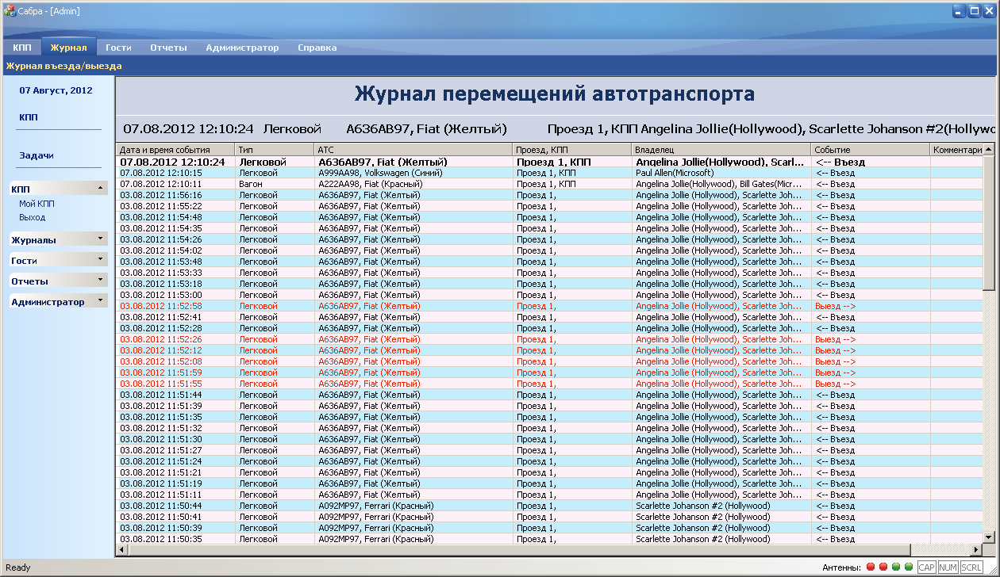 Сабра - [Admin]
КПП Журнал Гости Отчеты Администратор Справка
Журнал въезда/выезда
07 Август, 2012
КПП
Задачи
КПП
Мой КПП
Выход
Журналы
Гости
Отчеты
Администратор
Журнал перемещений автотранспорта
07.08.2012 12:10:24 Легковой A636AB97, Fiat (Желтый) Проезд 1, КПП Angelina Jollie(Hollywood), Scarlette Johanson #2(Hollywo
Дата и время события Тип АТС Проезд, КПП Владелец Событие Комментари
07.08.2012 12:10:24 Легковой A636AB97, Fiat (Желтый) Проезд 1, КПП Angelina Jollie(Hollywood), Scarl... <-- Въезд
07.08.2012 12:10:15 Легковой A999AA98, Volkswagen (Синий) Проезд 1, КПП Paul Allen(Microsoft) <-- Въезд
07.08.2012 12:10:11 Вагон A222AA98, Fiat (Красный) Проезд 1, КПП Angelina Jollie(Hollywood), Bill Gates(Micr... <-- Въезд
03.08.2012 11:56:16 Легковой A636AB97, Fiat (Желтый) Проезд 1, Angelina Jollie (Hollywood), Scarlette Joh... <-- Въезд
03.08.2012 11:55:22 Легковой A636AB97, Fiat (Желтый) Проезд 1, Angelina Jollie (Hollywood), Scarlette Joh... <-- Въезд
03.08.2012 11:54:48 Легковой A636AB97, Fiat (Желтый) Проезд 1, Angelina Jollie (Hollywood), Scarlette Joh... <-- Въезд
03.08.2012 11:54:35 Легковой A636AB97, Fiat (Желтый) Проезд 1, Angelina Jollie (Hollywood), Scarlette Joh... <-- Въезд
03.08.2012 11:54:26 Легковой A636AB97, Fiat (Желтый) Проезд 1, Angelina Jollie (Hollywood), Scarlette Joh... <-- Въезд
03.08.2012 11:54:02 Легковой A636AB97, Fiat (Желтый) Проезд 1, Angelina Jollie (Hollywood), Scarlette Joh... <-- Въезд
03.08.2012 11:53:48 Легковой A636AB97, Fiat (Желтый) Проезд 1, Angelina Jollie (Hollywood), Scarlette Joh... <-- Въезд
03.08.2012 11:53:33 Легковой A636AB97, Fiat (Желтый) Проезд 1, Angelina Jollie (Hollywood), Scarlette Joh... <-- Въезд
03.08.2012 11:53:18 Легковой A636AB97, Fiat (Желтый) Проезд 1, Angelina Jollie (Hollywood), Scarlette Joh... <-- Въезд
03.08.2012 11:53:00 Легковой A636AB97, Fiat (Желтый) Проезд 1, Angelina Jollie (Hollywood), Scarlette Joh... <-- Въезд
03.08.2012 11:52:58 Легковой A636AB97, Fiat (Желтый) Проезд 1, Angelina Jollie (Hollywood), Scarlette Joh... Выезд -->
03.08.2012 11:52:41 Легковой A636AB97, Fiat (Желтый) Проезд 1, Angelina Jollie (Hollywood), Scarlette Joh... <-- Въезд
03.08.2012 11:52:28 Легковой A636AB97, Fiat (Желтый) Проезд 1, Angelina Jollie (Hollywood), Scarlette Joh... <-- Въезд
03.08.2012 11:52:26 Легковой A636AB97, Fiat (Желтый) Проезд 1, Angelina Jollie (Hollywood), Scarlette Joh... Выезд -->
03.08.2012 11:52:12 Легковой A636AB97, Fiat (Желтый) Проезд 1, Angelina Jollie (Hollywood), Scarlette Joh... Выезд -->
03.08.2012 11:52:08 Легковой A636AB97, Fiat (Желтый) Проезд 1, Angelina Jollie (Hollywood), Scarlette Joh... Выезд -->
03.08.2012 11:51:59 Легковой A636AB97, Fiat (Желтый) Проезд 1, Angelina Jollie (Hollywood), Scarlette Joh... Выезд -->
03.08.2012 11:51:55 Легковой A636AB97, Fiat (Желтый) Проезд 1, Angelina Jollie (Hollywood), Scarlette Joh... Выезд -->
03.08.2012 11:51:44 Легковой A636AB97, Fiat (Желтый) Проезд 1, Angelina Jollie (Hollywood), Scarlette Joh... <-- Въезд
03.08.2012 11:51:39 Легковой A636AB97, Fiat (Желтый) Проезд 1, Angelina Jollie (Hollywood), Scarlette Joh... <-- Въезд
03.08.2012 11:51:35 Легковой A636AB97, Fiat (Желтый) Проезд 1, Angelina Jollie (Hollywood), Scarlette Joh... <-- Въезд
03.08.2012 11:51:32 Легковой A636AB97, Fiat (Желтый) Проезд 1, Angelina Jollie (Hollywood), Scarlette Joh... <-- Въезд
03.08.2012 11:51:30 Легковой A636AB97, Fiat (Желтый) Проезд 1, Angelina Jollie (Hollywood), Scarlette Joh... <-- Въезд
03.08.2012 11:51:27 Легковой A636AB97, Fiat (Желтый) Проезд 1, Angelina Jollie (Hollywood), Scarlette Joh... <-- Въезд
03.08.2012 11:51:24 Легковой A636AB97, Fiat (Желтый) Проезд 1, Angelina Jollie (Hollywood), Scarlette Joh... <-- Въезд
03.08.2012 11:51:21 Легковой A636AB97, Fiat (Желтый) Проезд 1, Angelina Jollie (Hollywood), Scarlette Joh... <-- Въезд
03.08.2012 11:51:19 Легковой A636AB97, Fiat (Желтый) Проезд 1, Angelina Jollie (Hollywood), Scarlette Joh... <-- Въезд
03.08.2012 11:51:11 Легковой A636AB97, Fiat (Желтый) Проезд 1, Angelina Jollie (Hollywood), Scarlette Joh... <-- Въезд
03.08.2012 11:50:44 Легковой A092MP97, Ferrari (Красный) Проезд 1, Scarlette Johanson #2 (Hollywood) <-- Въезд
03.08.2012 11:50:41 Легковой A092MP97, Ferrari (Красный) Проезд 1, Scarlette Johanson #2 (Hollywood) <-- Въезд
03.08.2012 11:50:39 Легковой A092MP97, Ferrari (Красный) Проезд 1, Scarlette Johanson #2 (Hollywood) <-- Въезд
03.08.2012 11:50:35 Легковой A092MP97, Ferrari (Красный) Проезд 1, Scarlette Johanson #2 (Hollywood) <-- Въезд
Ready Антенны: CAP NUM SCRL